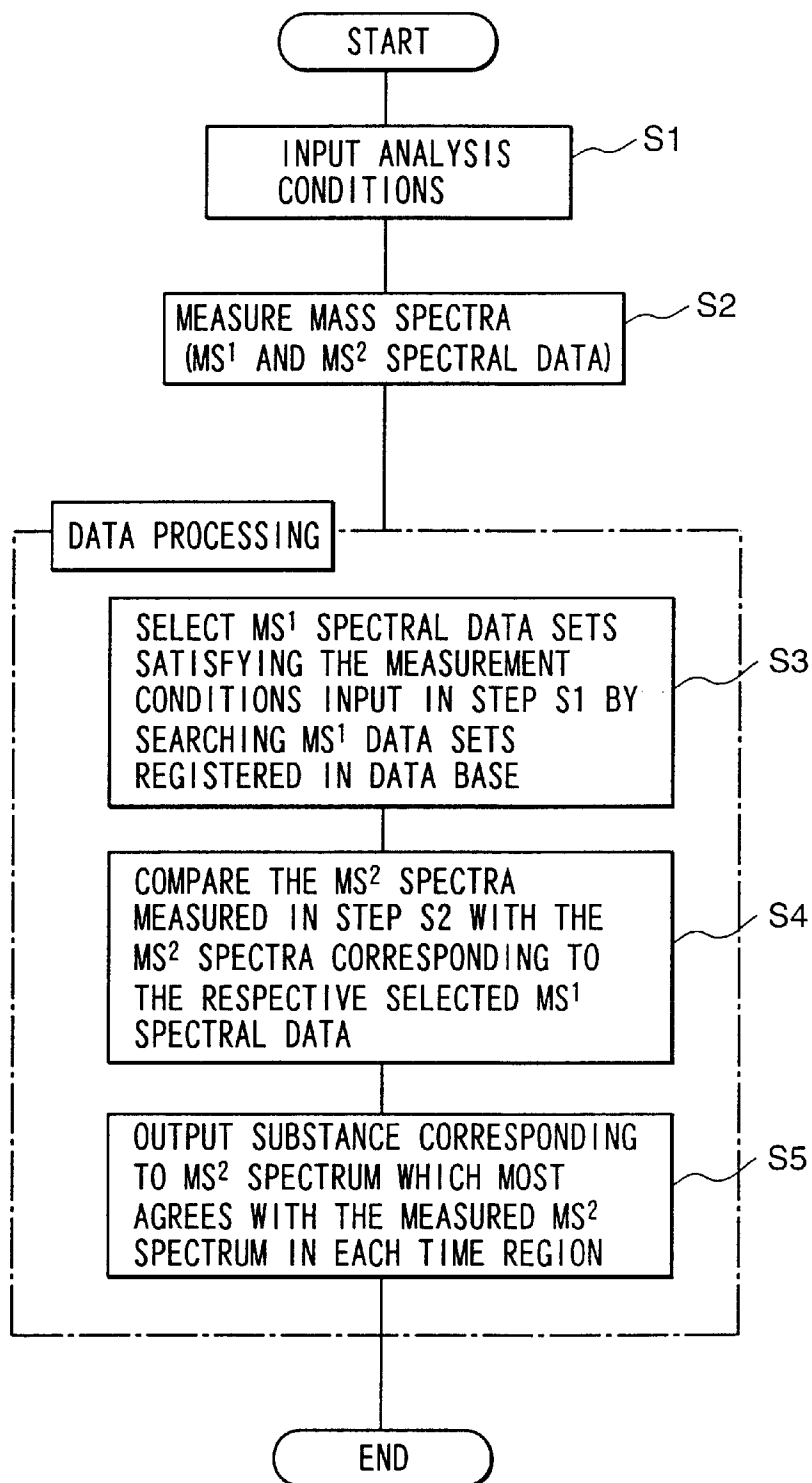 START
INPUT ANALYSIS
CONDITIONS
S1
MEASURE MASS SPECTRA
(MS¹ AND MS² SPECTRAL DATA)
S2
DATA PROCESSING
SELECT MS¹ SPECTRAL DATA SETS
SATISFYING THE MEASUREMENT
CONDITIONS INPUT IN STEP S1 BY
SEARCHING MS¹ DATA SETS
REGISTERED IN DATA BASE
S3
COMPARE THE MS² SPECTRA
MEASURED IN STEP S2 WITH THE
MS² SPECTRA CORRESPONDING TO
THE RESPECTIVE SELECTED MS¹
SPECTRAL DATA
S4
OUTPUT SUBSTANCE CORRESPONDING
TO MS² SPECTRUM WHICH MOST
AGREES WITH THE MEASURED MS²
SPECTRUM IN EACH TIME REGION
S5
END